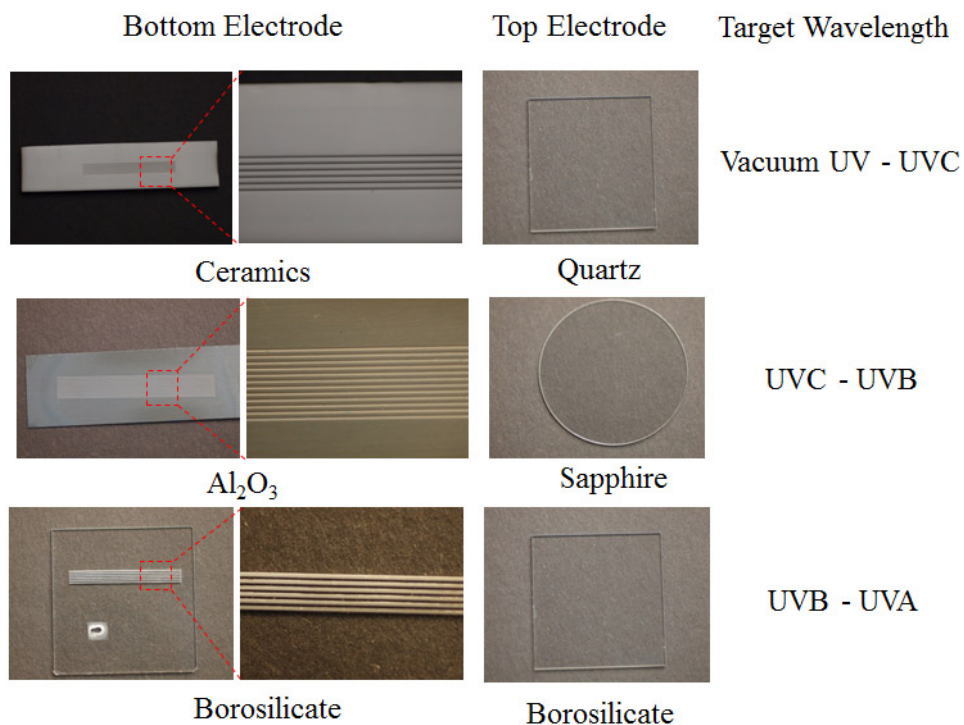 Bottom Electrode Top Electrode Target Wavelength
Vacuum UV - UVC
Ceramics Quartz
UVC - UVB
Al₂O₃ Sapphire
UVB - UVA
Borosilicate Borosilicate